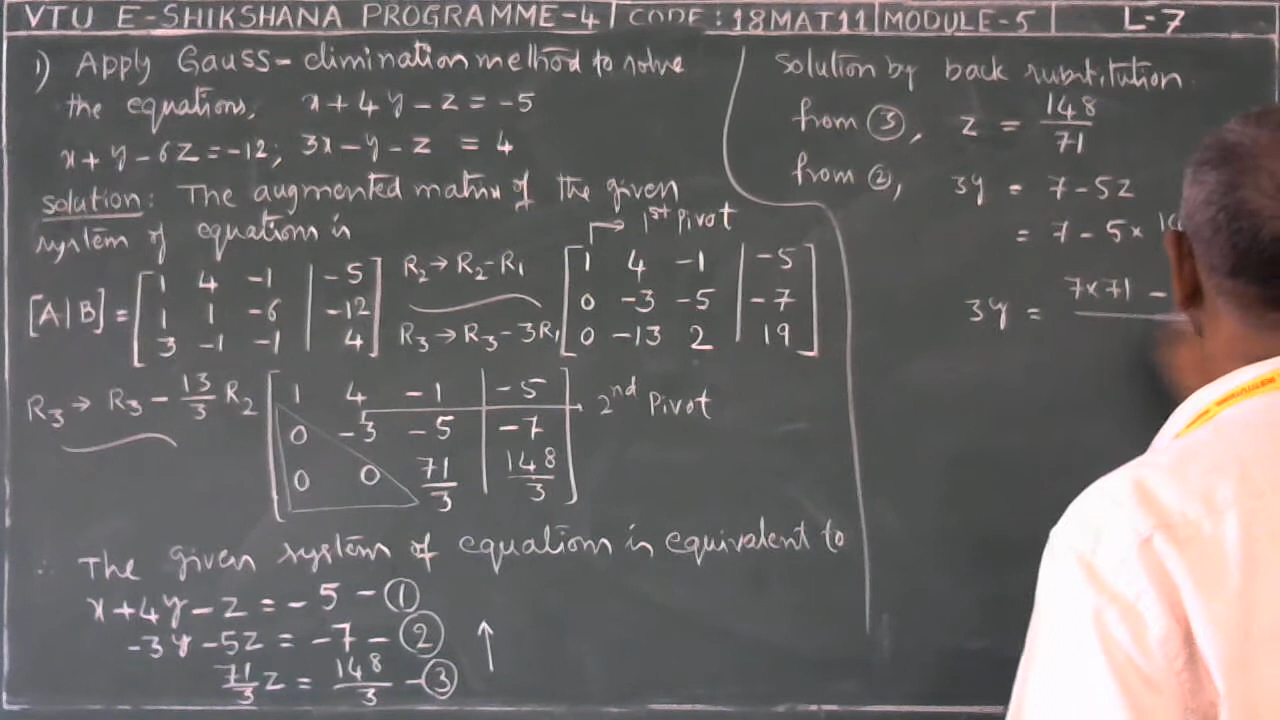 VTU E-SHIKSHANA PROGRAMME-4 CODE: 18MAT11 MODULE-5 L-7
1) Apply Gauss-elimination method to solve
the equations, x+4y-z=-5
x+y-6z=-12; 3x-y-z = 4
solution: The augmented matrix of the given
system of equation is
1st Pivot
[A|B] = [1 4 -1 | -5] R2→R2-R1 [1 4 -1 | -5]
[1 1 -6 | -12] [0 -3 -5 | -7]
[3 -1 -1 | 4] R3→R3-3R1 [0 -13 2 | 19]
R3→R3-13/3 R2 [1 4 -1 | -5] 2nd Pivot
[0 -3 -5 | -7]
[0 0 71/3 | 148/3]
∴ The given system of equation is equivalent to
x+4y-z=-5-①
-3y-5z=-7-②
71/3 z = 148/3 -③
solution by back substitution.
from ③, z = 148/71
from ②, 3y = 7-5z
= 7-5×
3y = 7×71 -